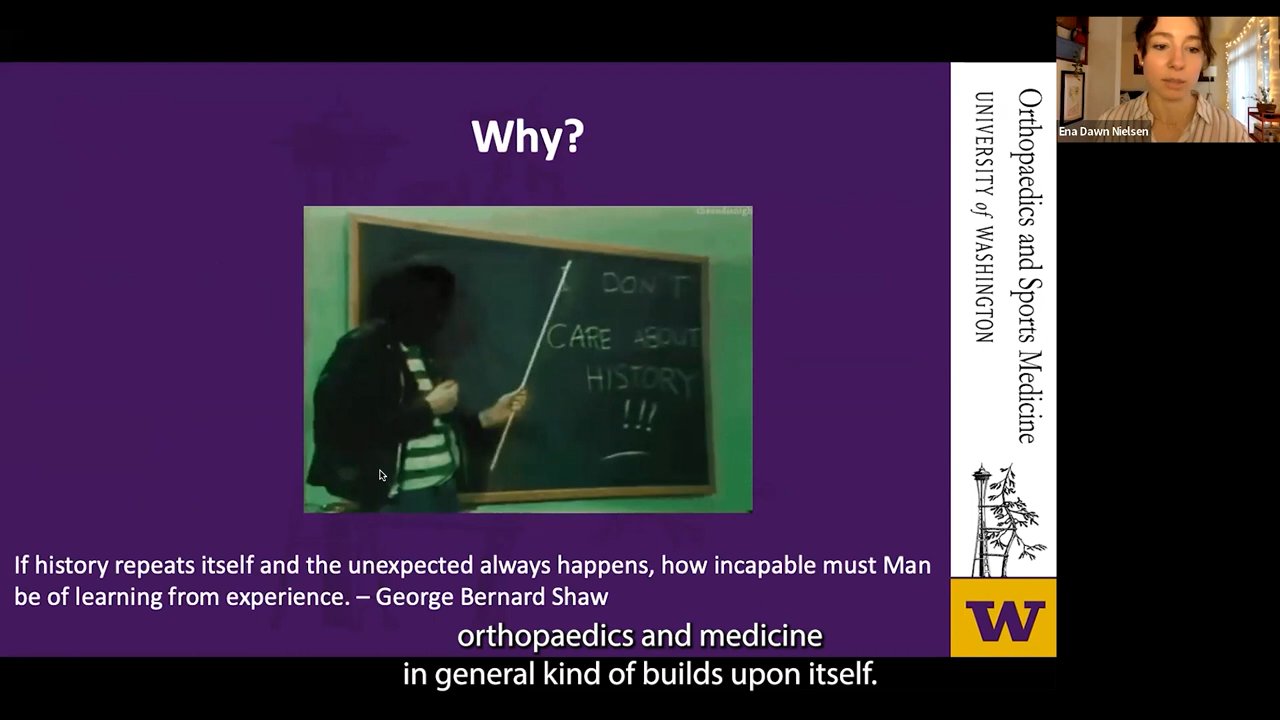 Why?
I DON'T
CARE ABOUT
HISTORY
!!!
If history repeats itself and the unexpected always happens, how incapable must Man
be of learning from experience. – George Bernard Shaw
orthopaedics and medicine
in general kind of builds upon itself.
Orthopaedics and Sports Medicine
UNIVERSITY of WASHINGTON
W
Ena Dawn Nielsen